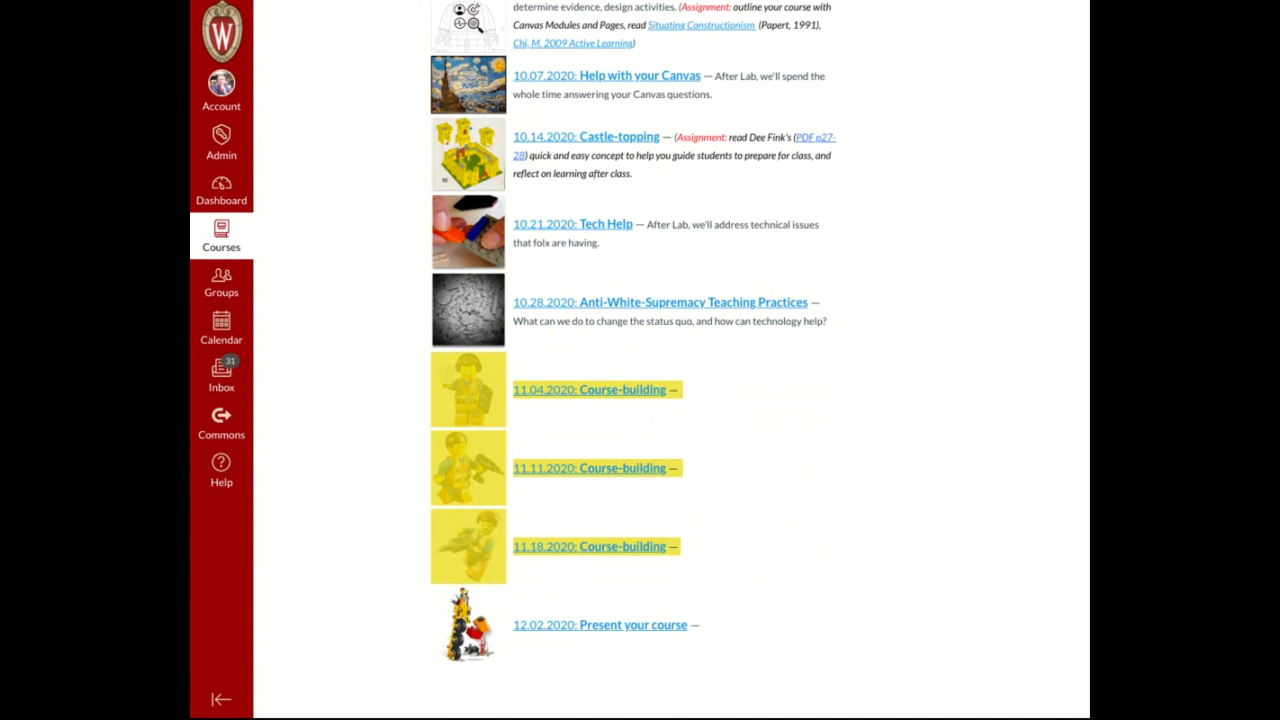 W
Account
Admin
Dashboard
Courses
Groups
Calendar
31
Inbox
Commons
Help
determine evidence, design activities. (Assignment: outline your course with
Canvas Modules and Pages, read Situating Constructionism (Papert, 1991),
Chi, M. 2009 Active Learning)
10.07.2020: Help with your Canvas — After Lab, we'll spend the
whole time answering your Canvas questions.
10.14.2020: Castle-topping — (Assignment: read Dee Fink's (PDF p27-
28) quick and easy concept to help you guide students to prepare for class, and
reflect on learning after class.
10
10.21.2020: Tech Help — After Lab, we'll address technical issues
that folx are having.
10.28.2020: Anti-White-Supremacy Teaching Practices —
What can we do to change the status quo, and how can technology help?
11.04.2020: Course-building —
11.11.2020: Course-building —
11.18.2020: Course-building —
12.02.2020: Present your course —